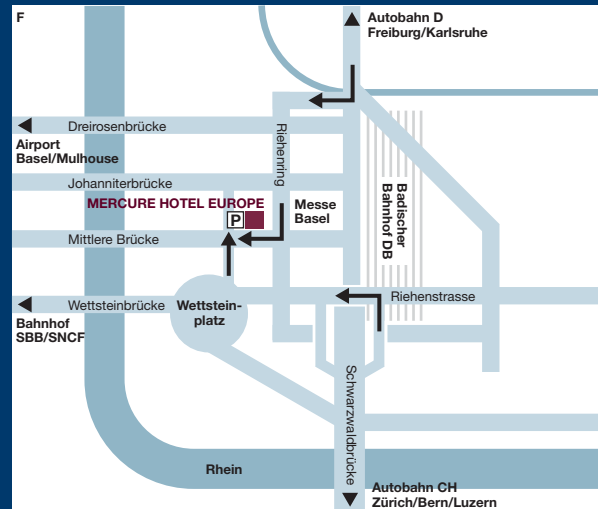 F
Autobahn D
Freiburg/Karlsruhe
Dreirosenbrücke
Airport
Basel/Mulhouse
Riehenring
Johanniterbrücke
MERCURE HOTEL EUROPE
P
Messe
Basel
Badischer
Bahnhof DB
Mittlere Brücke
Wettsteinbrücke
Wettstein-
platz
Riehenstrasse
Bahnhof
SBB/SNCF
Schwarzwaldbrücke
Rhein
Autobahn CH
Zürich/Bern/Luzern